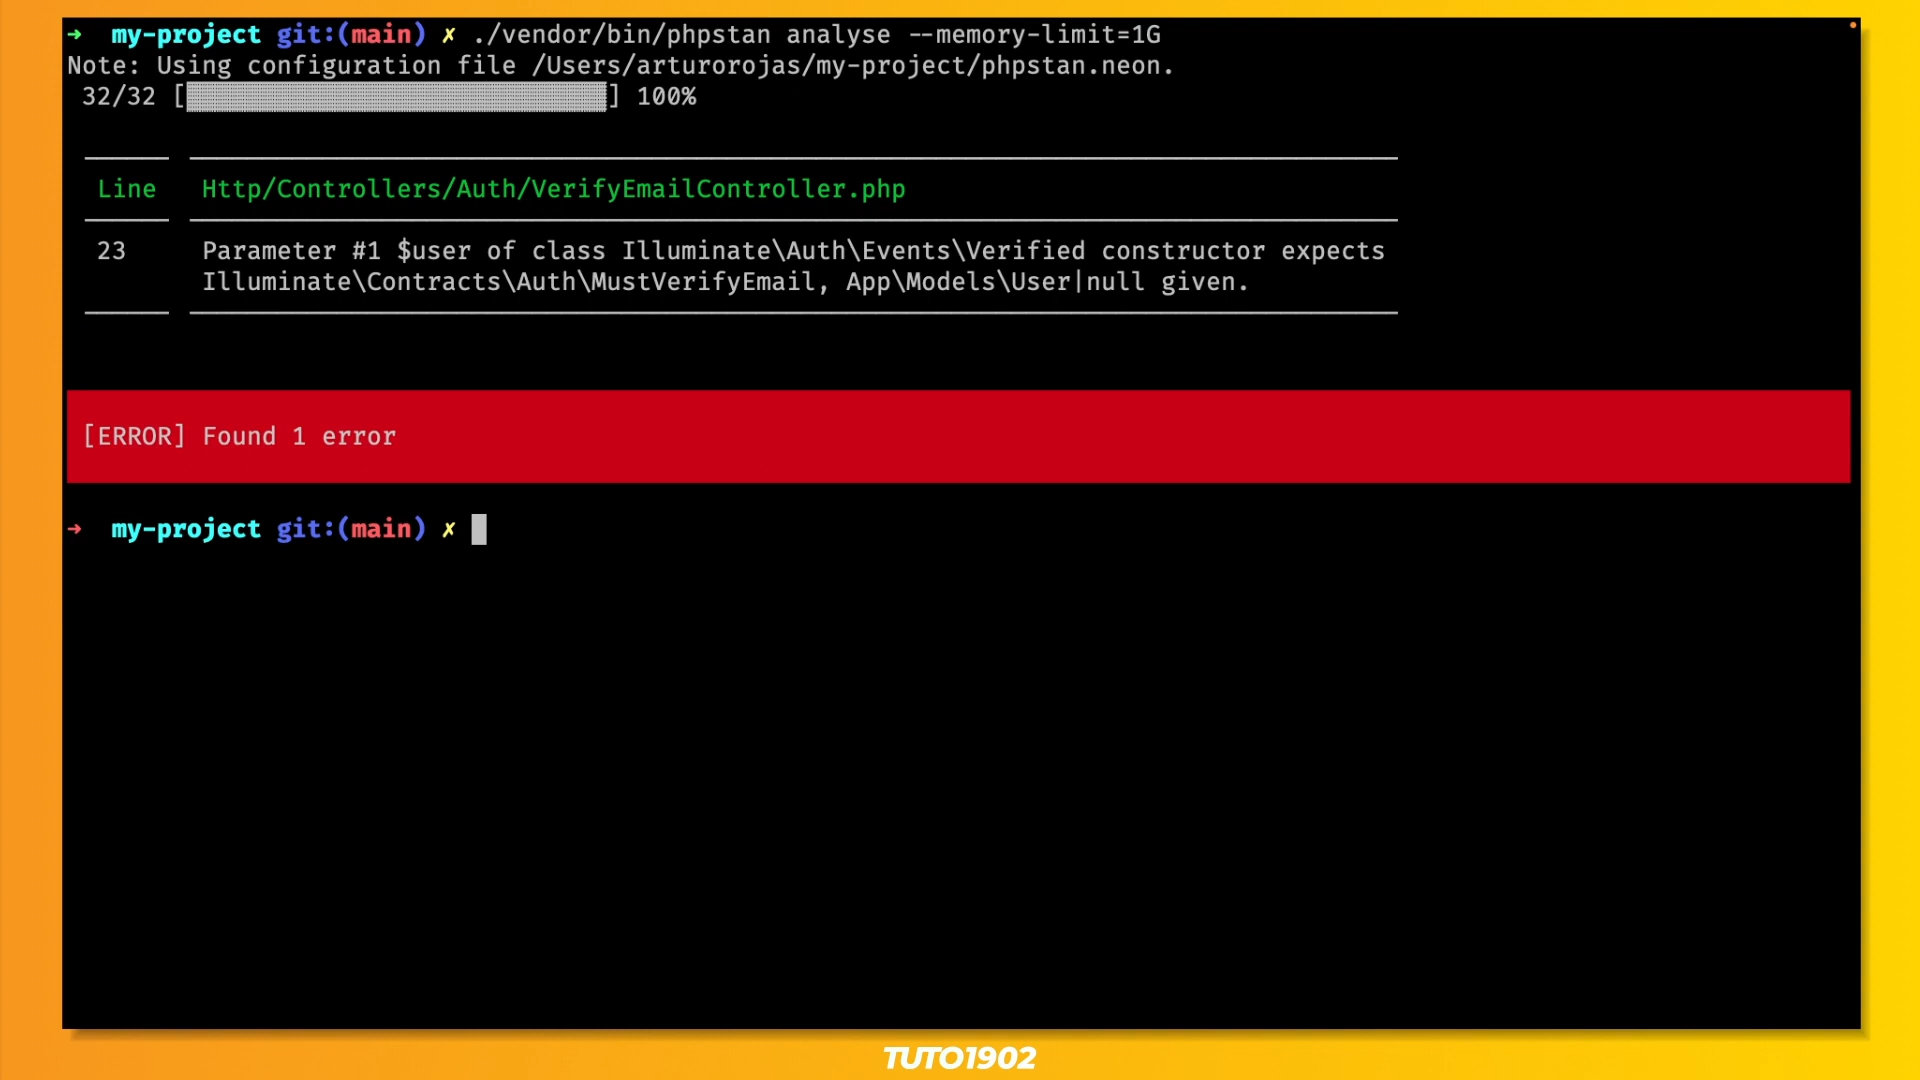 ➜ my-project git:(main) ✗ ./vendor/bin/phpstan analyse --memory-limit=1G
Note: Using configuration file /Users/arturorojas/my-project/phpstan.neon.
32/32 [▓▓▓▓▓▓▓▓▓▓▓▓▓▓▓▓▓▓▓▓▓▓▓▓▓▓▓▓] 100%
Line Http/Controllers/Auth/VerifyEmailController.php
23 Parameter #1 $user of class Illuminate\Auth\Events\Verified constructor expects
Illuminate\Contracts\Auth\MustVerifyEmail, App\Models\User|null given.
[ERROR] Found 1 error
➜ my-project git:(main) ✗
TUTO1902